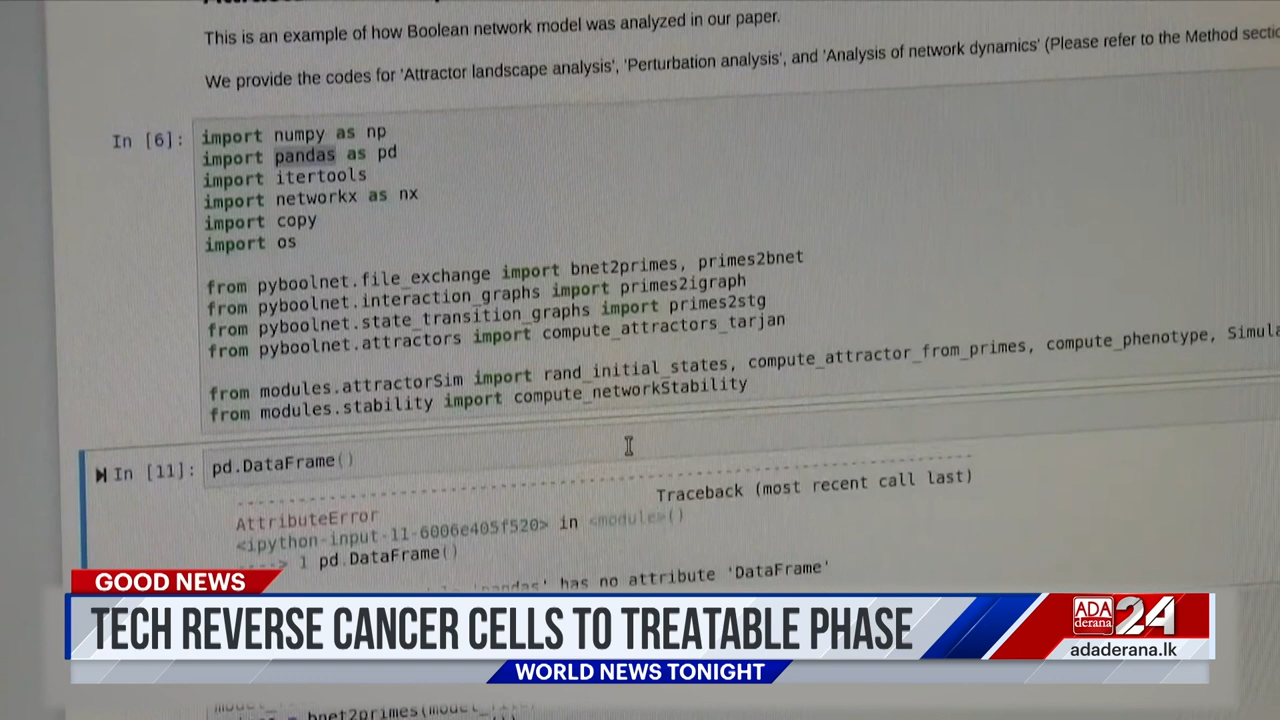 This is an example of how Boolean network model was analyzed in our paper.
We provide the codes for 'Attractor landscape analysis', 'Perturbation analysis', and 'Analysis of network dynamics' (Please refer to the Method
In [6]:
import numpy as np
import pandas as pd
import itertools
import networkx as nx
import copy
import os
from pyboolnet.file_exchange import bnet2primes, primes2bnet
from pyboolnet.interaction_graphs import primes2igraph
from pyboolnet.state_transition_graphs import primes2stg
from pyboolnet.attractors import compute_attractors_tarjan
from modules.attractorSim import rand_initial_states, compute_attractor_from_primes, compute_phenotype, Simula
from modules.stability import compute_networkStability
In [11]: pd.DataFrame()
AttributeError Traceback (most recent call last)
<ipython-input-11-6006e405f520> in <module>()
----> 1 pd.DataFrame()
'pandas' has no attribute 'DataFrame'
GOOD NEWS
TECH REVERSE CANCER CELLS TO TREATABLE PHASE
ADA derana 24
adaderana.lk
WORLD NEWS TONIGHT